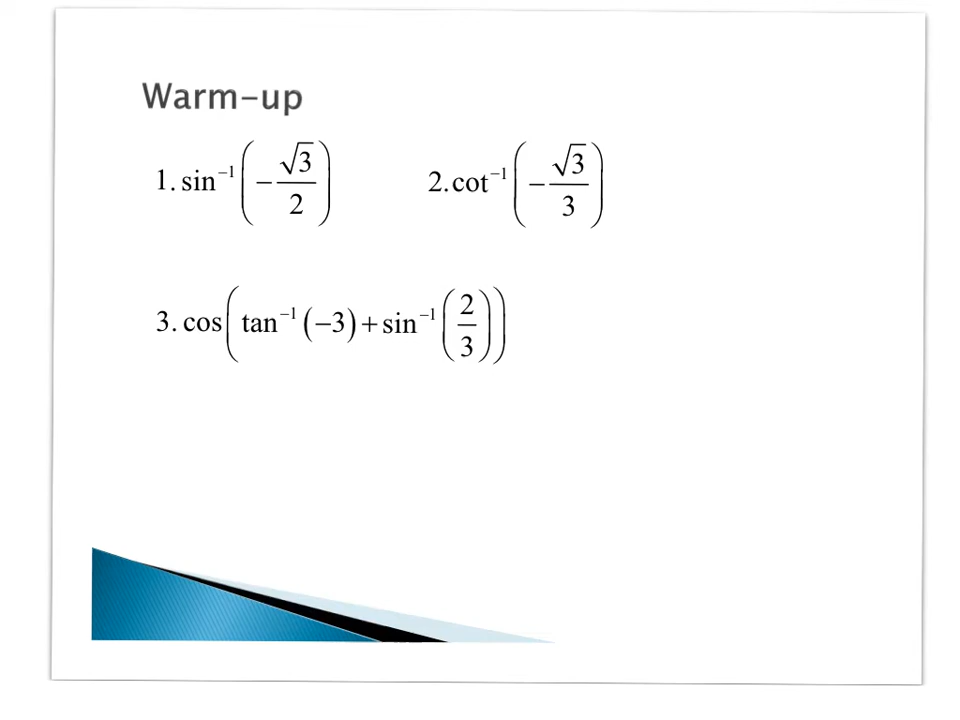 Warm-up
1. sin⁻¹(−√3/2) 2. cot⁻¹(−√3/3)
3. cos(tan⁻¹(−3)+sin⁻¹(2/3))